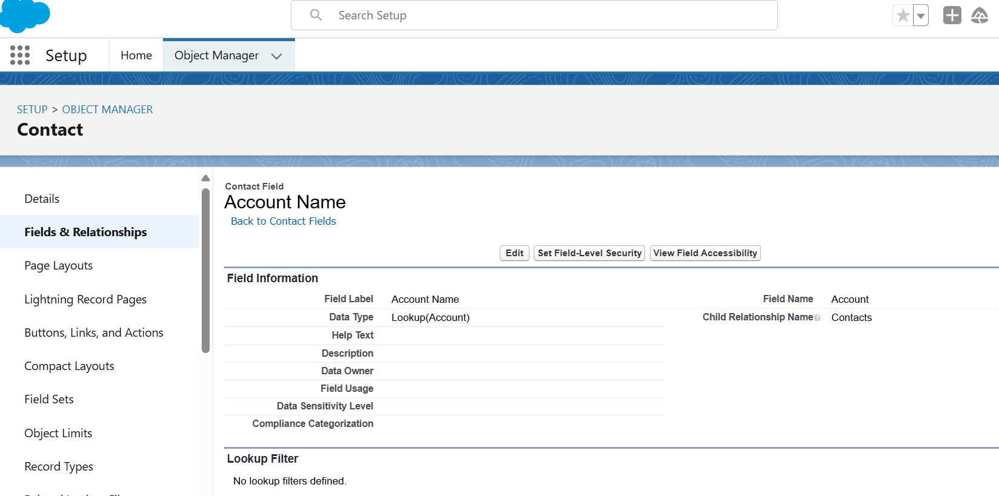 Search Setup
Setup
Home
Object Manager
SETUP > OBJECT MANAGER
Contact
Details
Fields & Relationships
Page Layouts
Lightning Record Pages
Buttons, Links, and Actions
Compact Layouts
Field Sets
Object Limits
Record Types
Contact Field
Account Name
Back to Contact Fields
Edit
Set Field-Level Security
View Field Accessibility
Field Information
Field Label Account Name Field Name Account
Data Type Lookup(Account) Child Relationship Name ? Contacts
Help Text
Description
Data Owner
Field Usage
Data Sensitivity Level
Compliance Categorization
Lookup Filter
No lookup filters defined.